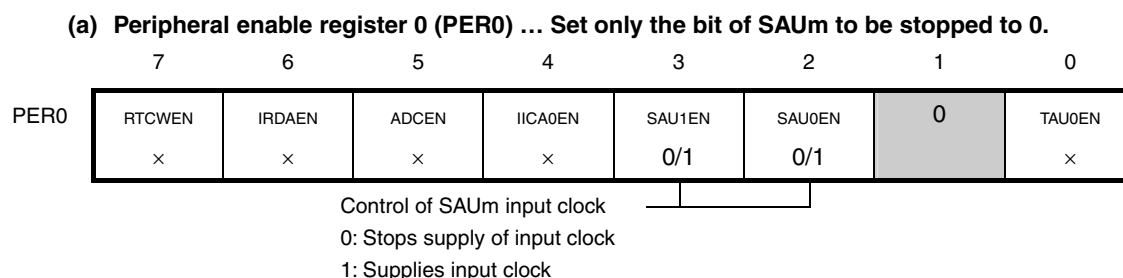 (a) Peripheral enable register 0 (PER0) … Set only the bit of SAUm to be stopped to 0.
7 6 5 4 3 2 1 0
PER0 RTCWEN IRDAEN ADCEN IICA0EN SAU1EN SAU0EN 0 TAU0EN
× × × × 0/1 0/1 ×
Control of SAUm input clock
0: Stops supply of input clock
1: Supplies input clock